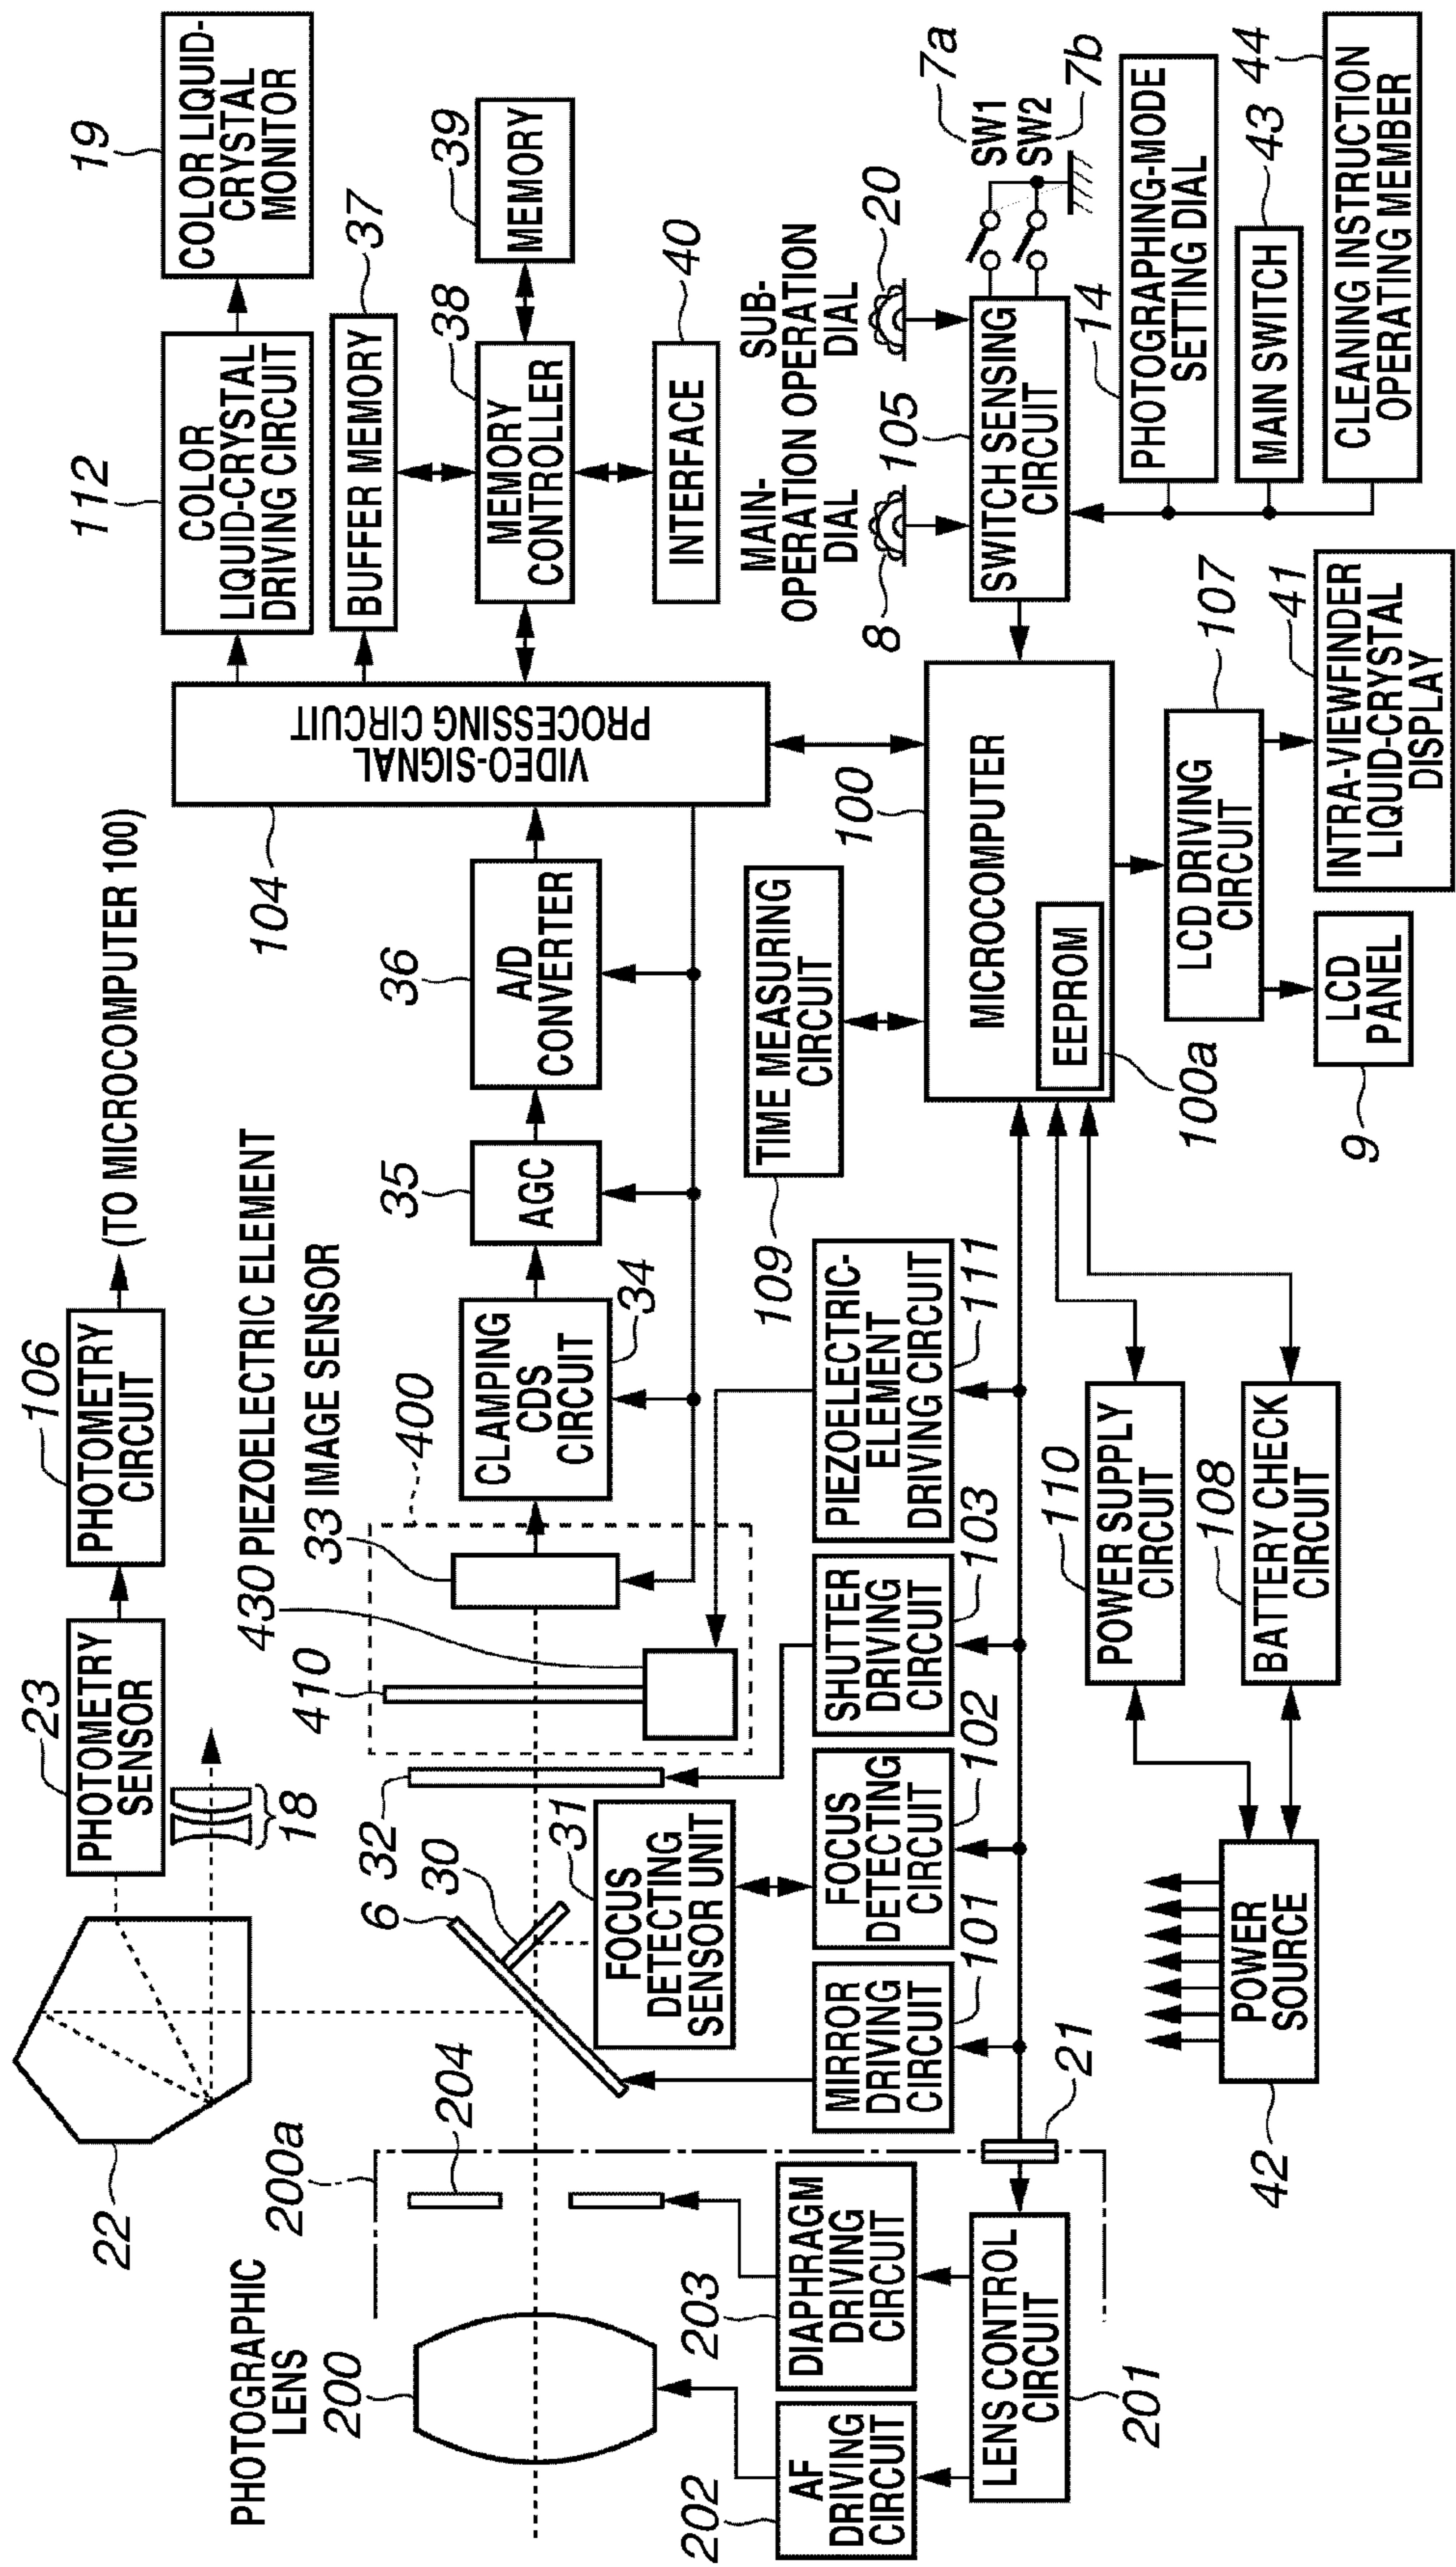 PHOTOGRAPHIC
LENS
200
200a
204
22
23
PHOTOMETRY
SENSOR
18
106
PHOTOMETRY
CIRCUIT
(TO MICROCOMPUTER 100)
430 PIEZOELECTRIC ELEMENT
33 IMAGE SENSOR
400
410
32
30
6
31
FOCUS
DETECTING
SENSOR UNIT
34
CLAMPING
CDS
CIRCUIT
35
AGC
36
A/D
CONVERTER
104
VIDEO-SIGNAL
PROCESSING CIRCUIT
112
COLOR
LIQUID-CRYSTAL
DRIVING CIRCUIT
19
COLOR LIQUID-
CRYSTAL
MONITOR
37
BUFFER MEMORY
38
MEMORY
CONTROLLER
39
MEMORY
40
INTERFACE
202
AF
DRIVING
CIRCUIT
203
DIAPHRAGM
DRIVING
CIRCUIT
LENS CONTROL
CIRCUIT
201
21
MIRROR
DRIVING
CIRCUIT
101
FOCUS
DETECTING
CIRCUIT
102
SHUTTER
DRIVING
CIRCUIT
103
PIEZOELECTRIC-
ELEMENT
DRIVING CIRCUIT
111
109
TIME MEASURING
CIRCUIT
100
MICROCOMPUTER
EEPROM
100a
MAIN-
OPERATION
DIAL
8
SUB-
OPERATION
DIAL
20
105
SWITCH SENSING
CIRCUIT
7a
SW1
SW2
7b
14
PHOTOGRAPHING-MODE
SETTING DIAL
43
MAIN SWITCH
44
CLEANING INSTRUCTION
OPERATING MEMBER
107
LCD DRIVING
CIRCUIT
41
INTRA-VIEWFINDER
LIQUID-CRYSTAL
DISPLAY
LCD
PANEL
9
110
POWER SUPPLY
CIRCUIT
108
BATTERY CHECK
CIRCUIT
42
POWER
SOURCE